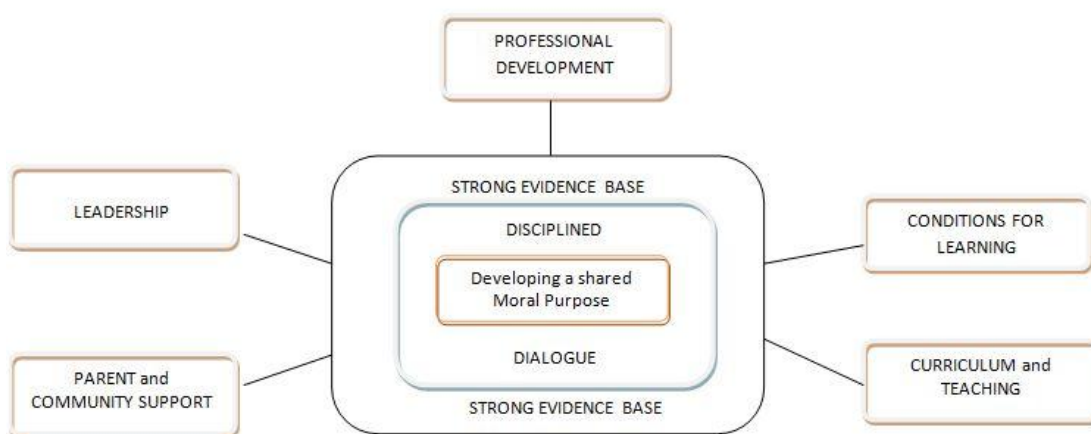 PROFESSIONAL
DEVELOPMENT
LEADERSHIP
STRONG EVIDENCE BASE
DISCIPLINED
Developing a shared
Moral Purpose
DIALOGUE
STRONG EVIDENCE BASE
CONDITIONS FOR
LEARNING
PARENT and
COMMUNITY SUPPORT
CURRICULUM and
TEACHING